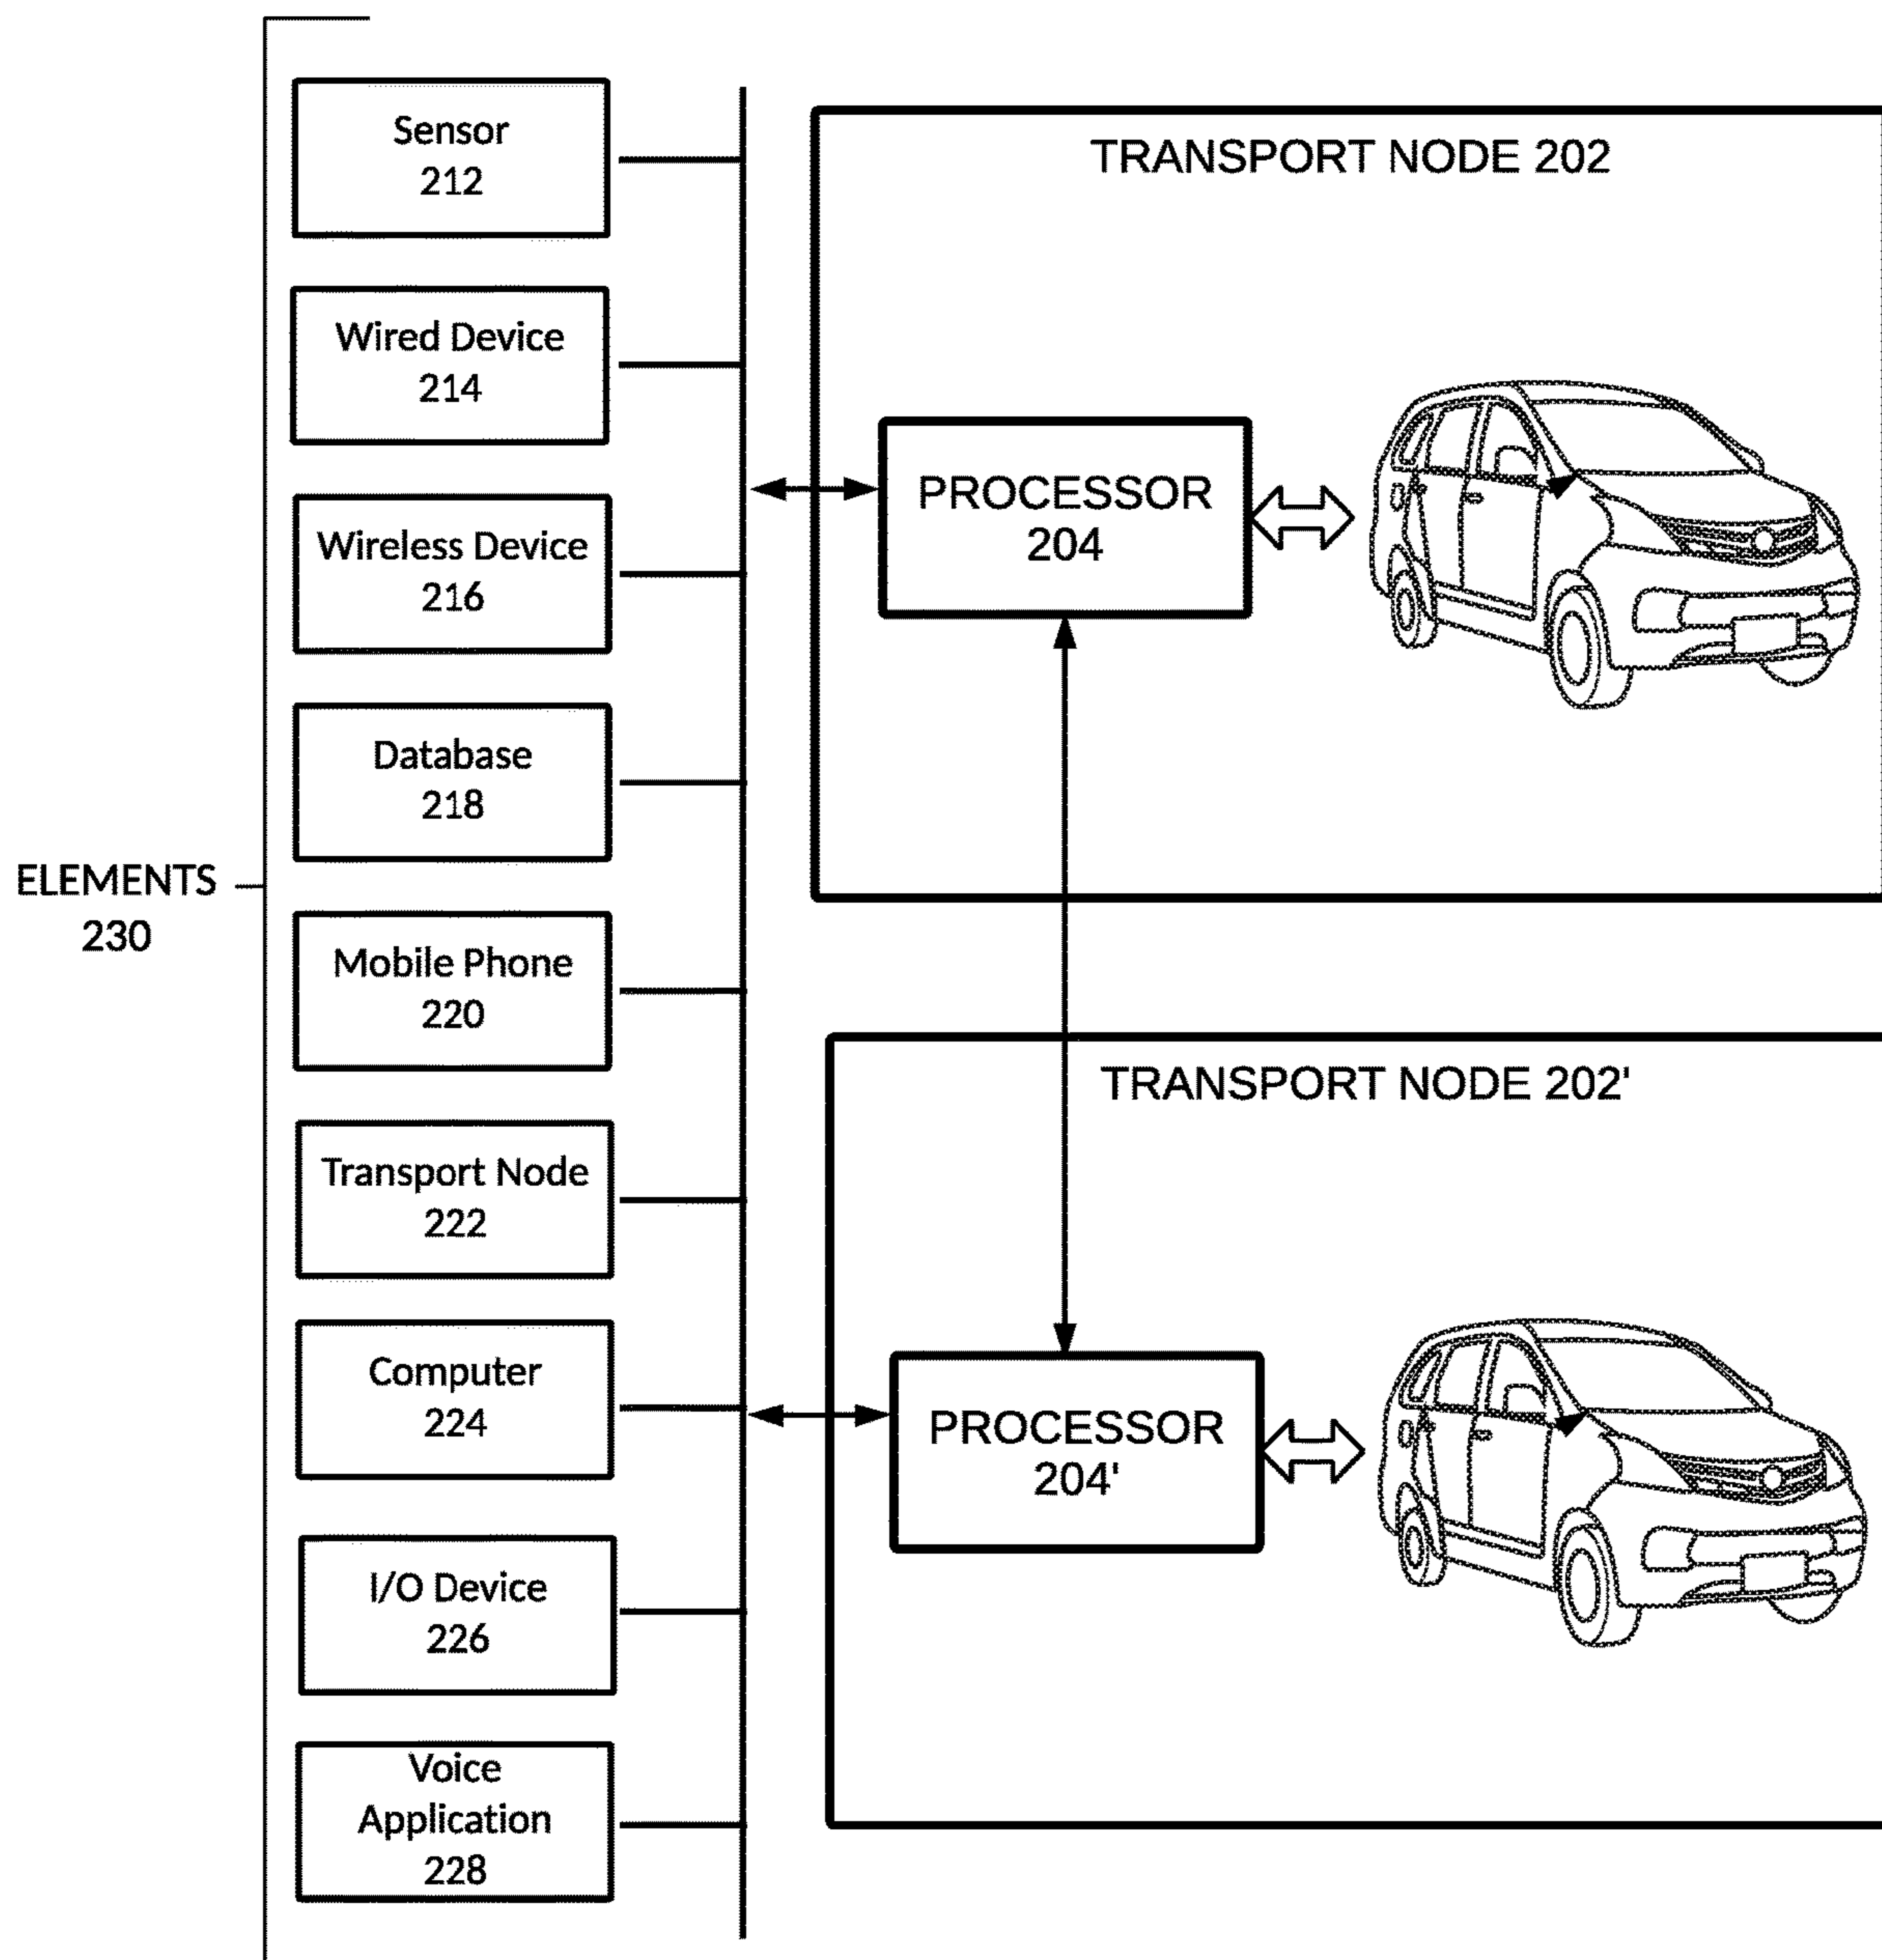 ELEMENTS
230
Sensor
212
Wired Device
214
Wireless Device
216
Database
218
Mobile Phone
220
Transport Node
222
Computer
224
I/O Device
226
Voice
Application
228
TRANSPORT NODE 202
PROCESSOR
204
TRANSPORT NODE 202'
PROCESSOR
204'